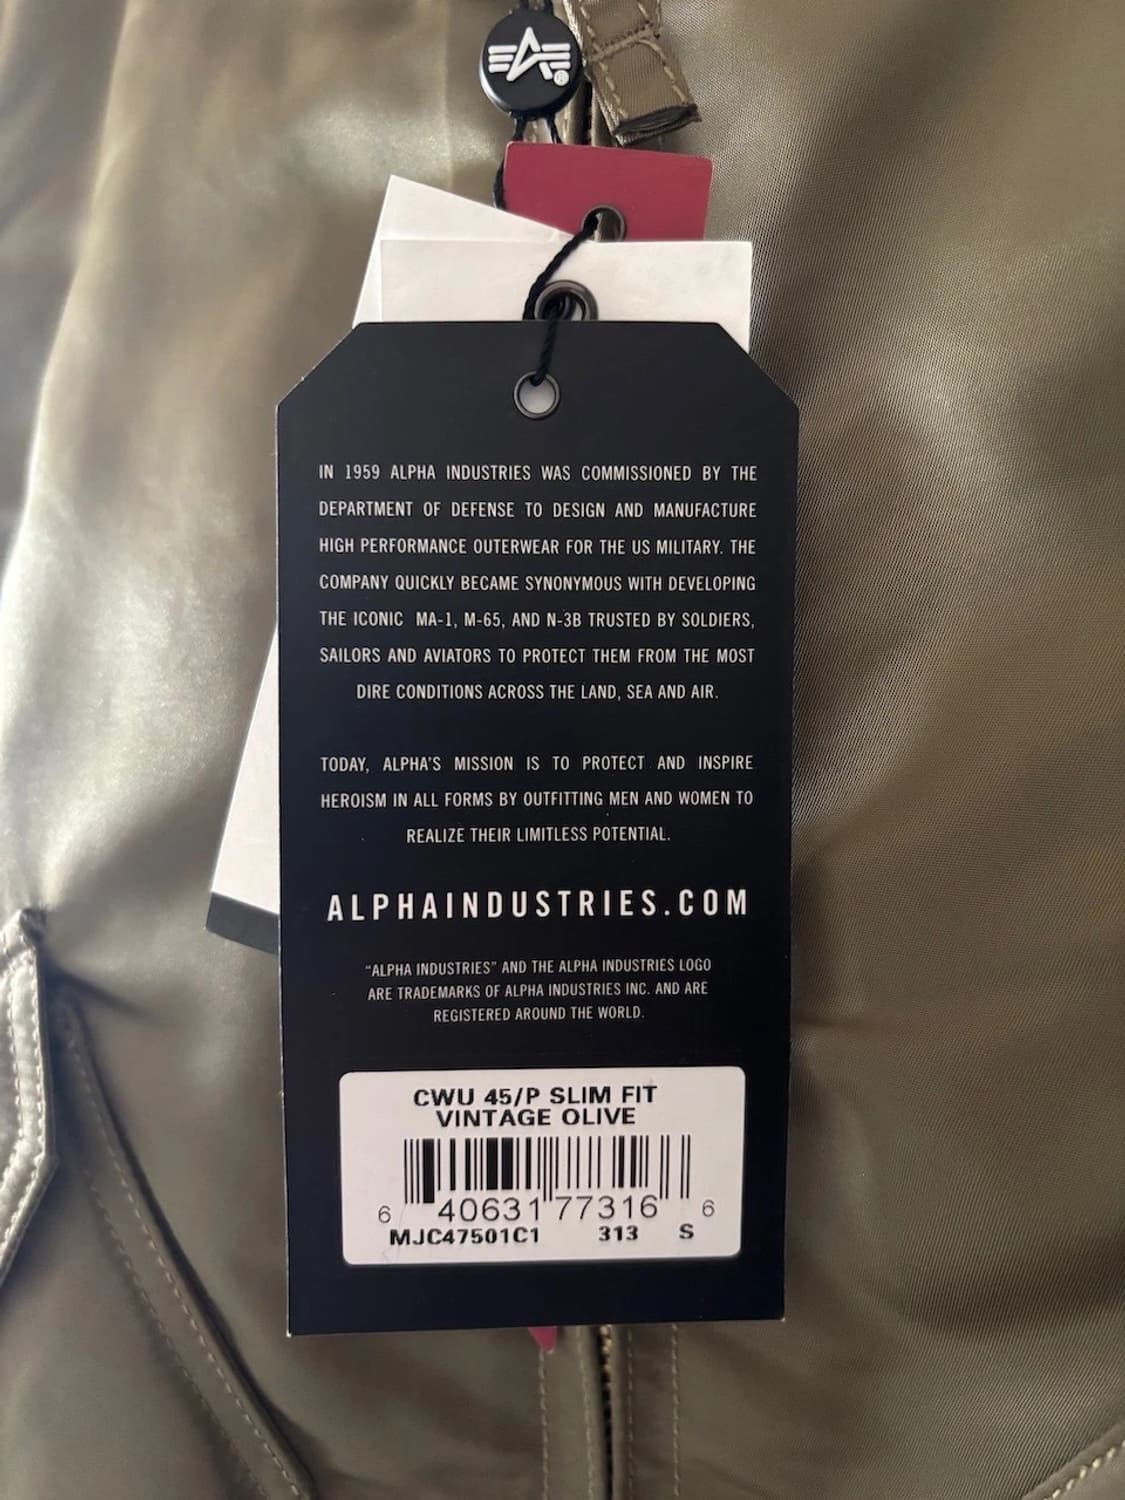 IN 1959 ALPHA INDUSTRIES WAS COMMISSIONED BY THE
DEPARTMENT OF DEFENSE TO DESIGN AND MANUFACTURE
HIGH PERFORMANCE OUTERWEAR FOR THE US MILITARY. THE
COMPANY QUICKLY BECAME SYNONYMOUS WITH DEVELOPING
THE ICONIC MA-1, M-65, AND N-3B TRUSTED BY SOLDIERS,
SAILORS AND AVIATORS TO PROTECT THEM FROM THE MOST
DIRE CONDITIONS ACROSS THE LAND, SEA AND AIR.
TODAY, ALPHA'S MISSION IS TO PROTECT AND INSPIRE
HEROISM IN ALL FORMS BY OUTFITTING MEN AND WOMEN TO
REALIZE THEIR LIMITLESS POTENTIAL.
ALPHAINDUSTRIES.COM
"ALPHA INDUSTRIES" AND THE ALPHA INDUSTRIES LOGO
ARE TRADEMARKS OF ALPHA INDUSTRIES INC. AND ARE
REGISTERED AROUND THE WORLD.
CWU 45/P SLIM FIT
VINTAGE OLIVE
6 40631 77316 6
MJC47501C1 313 S